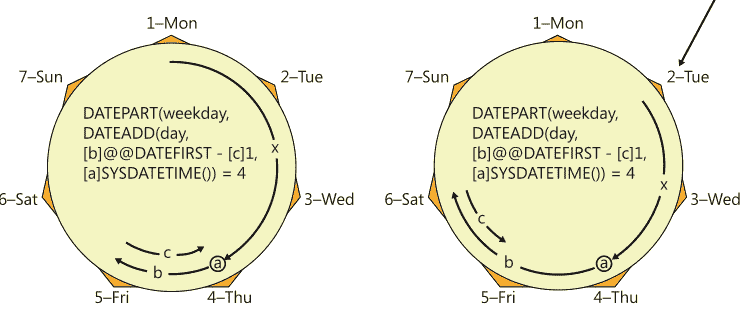 1–Mon
7–Sun
2–Tue
DATEPART(weekday,
DATEADD(day,
[b]@@DATEFIRST - [c]1,
[a]SYSDATETIME()) = 4
x
6–Sat
3–Wed
c
b
a
5–Fri
4–Thu
1–Mon
7–Sun
2–Tue
DATEPART(weekday,
DATEADD(day,
[b]@@DATEFIRST - [c]1,
[a]SYSDATETIME()) = 4
x
6–Sat
3–Wed
c
b
a
5–Fri
4–Thu